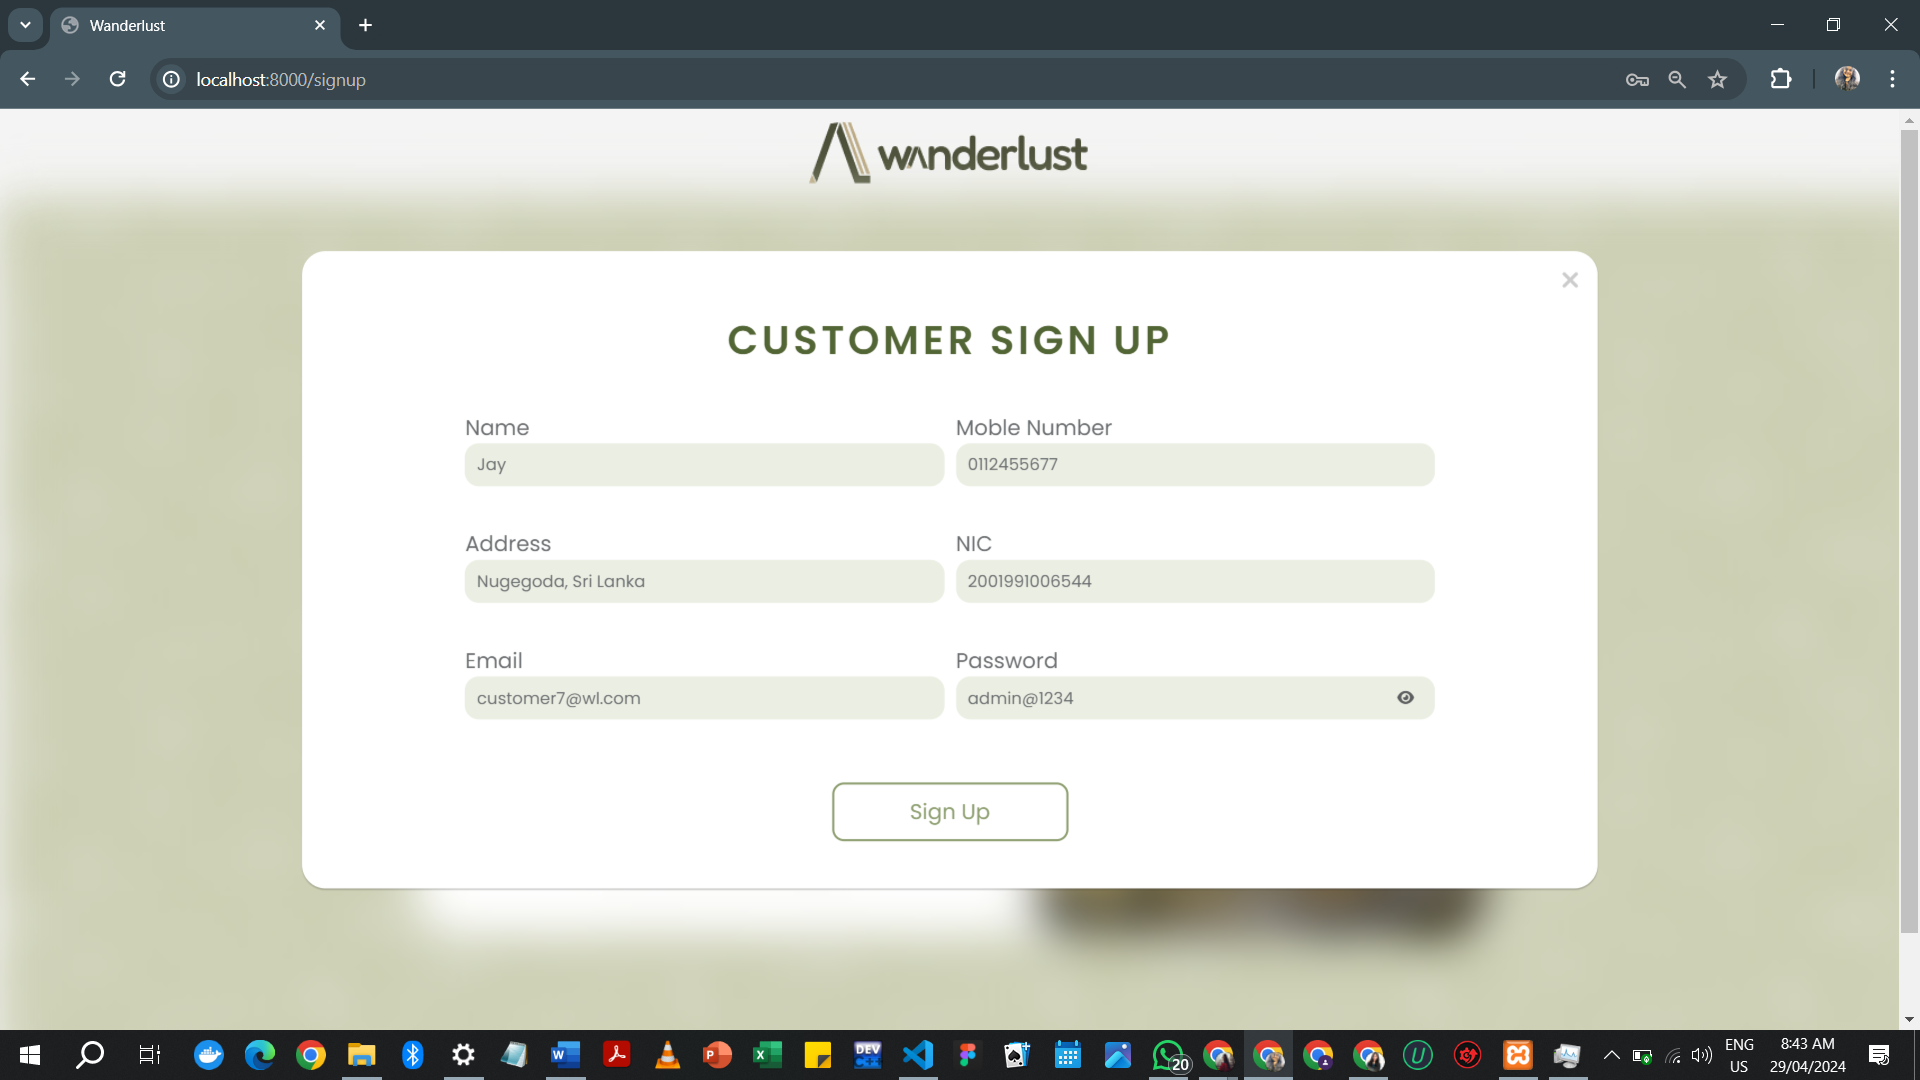 Wanderlust
localhost:8000/signup
wanderlust
CUSTOMER SIGN UP
Name
Moble Number
Jay
0112455677
Address
NIC
Nugegoda, Sri Lanka
2001991006544
Email
Password
customer7@wl.com
admin@1234
Sign Up
DEV
C++
20
ENG
US
8:43 AM
29/04/2024